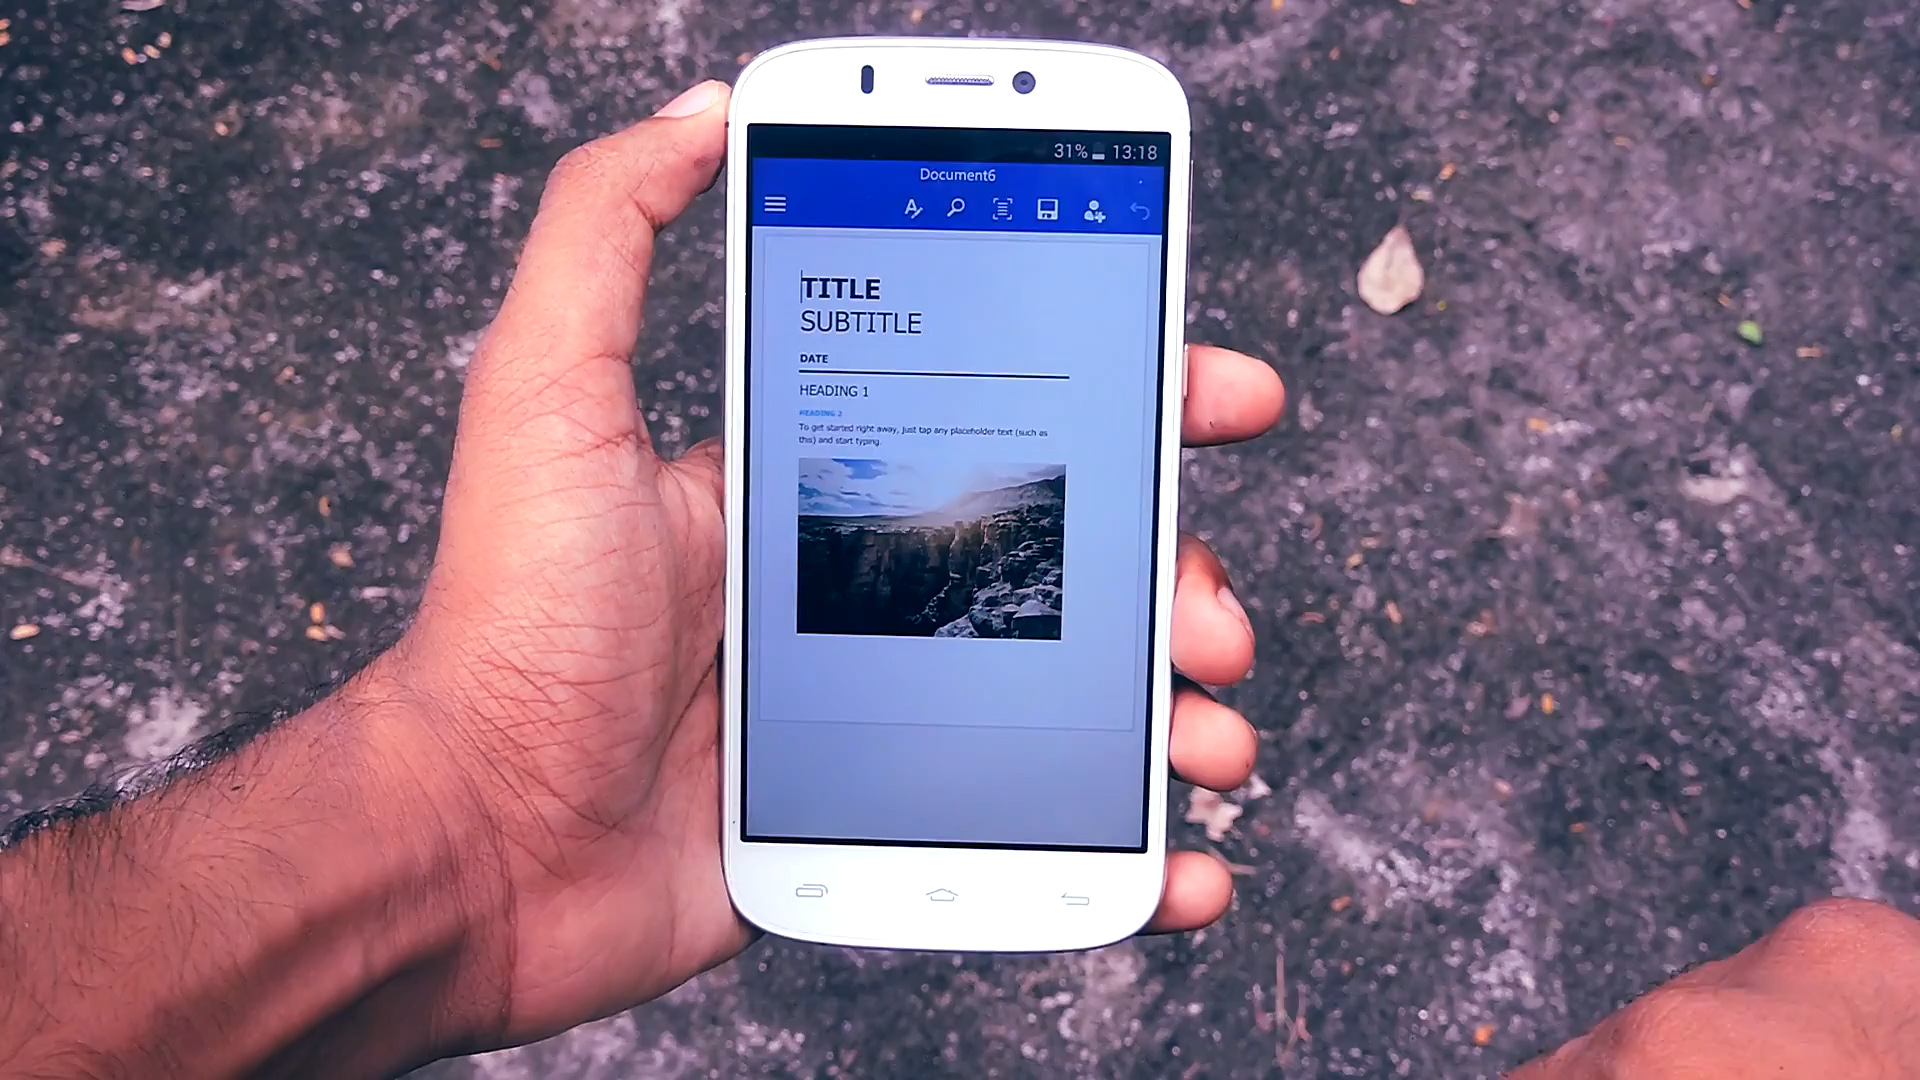 31% 13:18
Document6
TITLE
SUBTITLE
DATE
HEADING 1
HEADING 2
To get started right away, just tap any placeholder text (such as
this) and start typing.